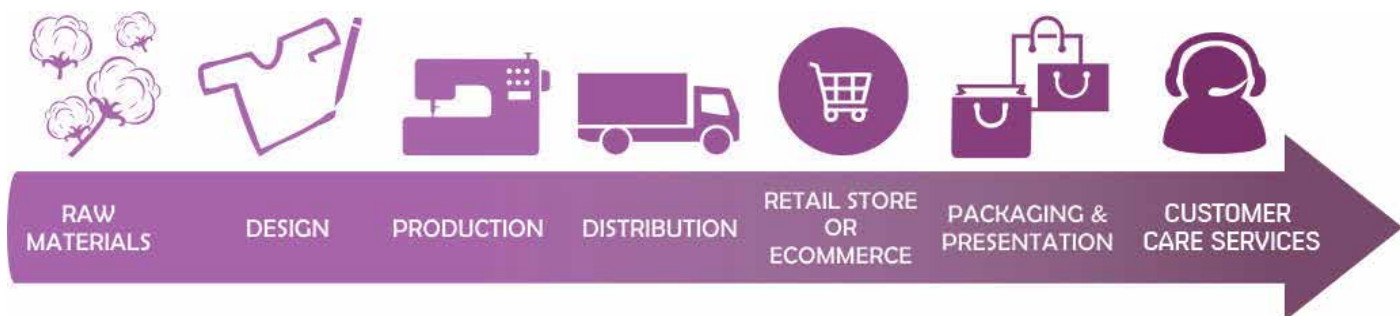 RAW
MATERIALS
DESIGN
PRODUCTION
DISTRIBUTION
RETAIL STORE
OR
ECOMMERCE
PACKAGING &
PRESENTATION
CUSTOMER
CARE SERVICES